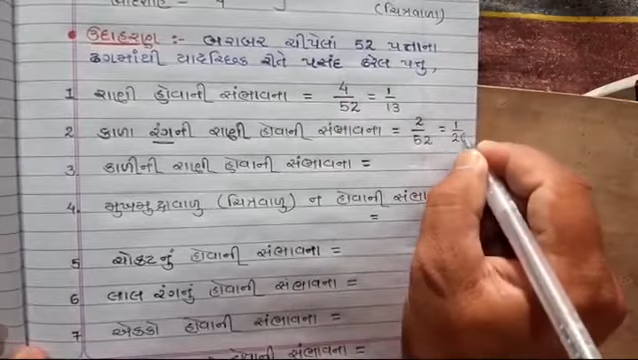 (ચિત્રવાળા)
ઉદાહરણ :- બરાબર ચીપેલાં 52 પત્તાના
ઢગમાંથી યાદચ્છિક રીતે પસંદ કરેલ પત્તુ,
1 રાણી હોવાની સંભાવના = 4/52 = 1/13
2 કાળા રંગની રાણી હોવાની સંભાવના = 2/52 = 1/26
3 કાળીની રાણી હોવાની સંભાવના =
4. મુખમુદ્રાવાળુ (ચિત્રવાળુ) ન હોવાની
=
5 ચોકટનું હોવાની સંભાવના =
6 લાલ રંગનું હોવાની સંભાવના =
7 એક્કો હોવાની સંભાવના =
હોવાની સંભાવના =